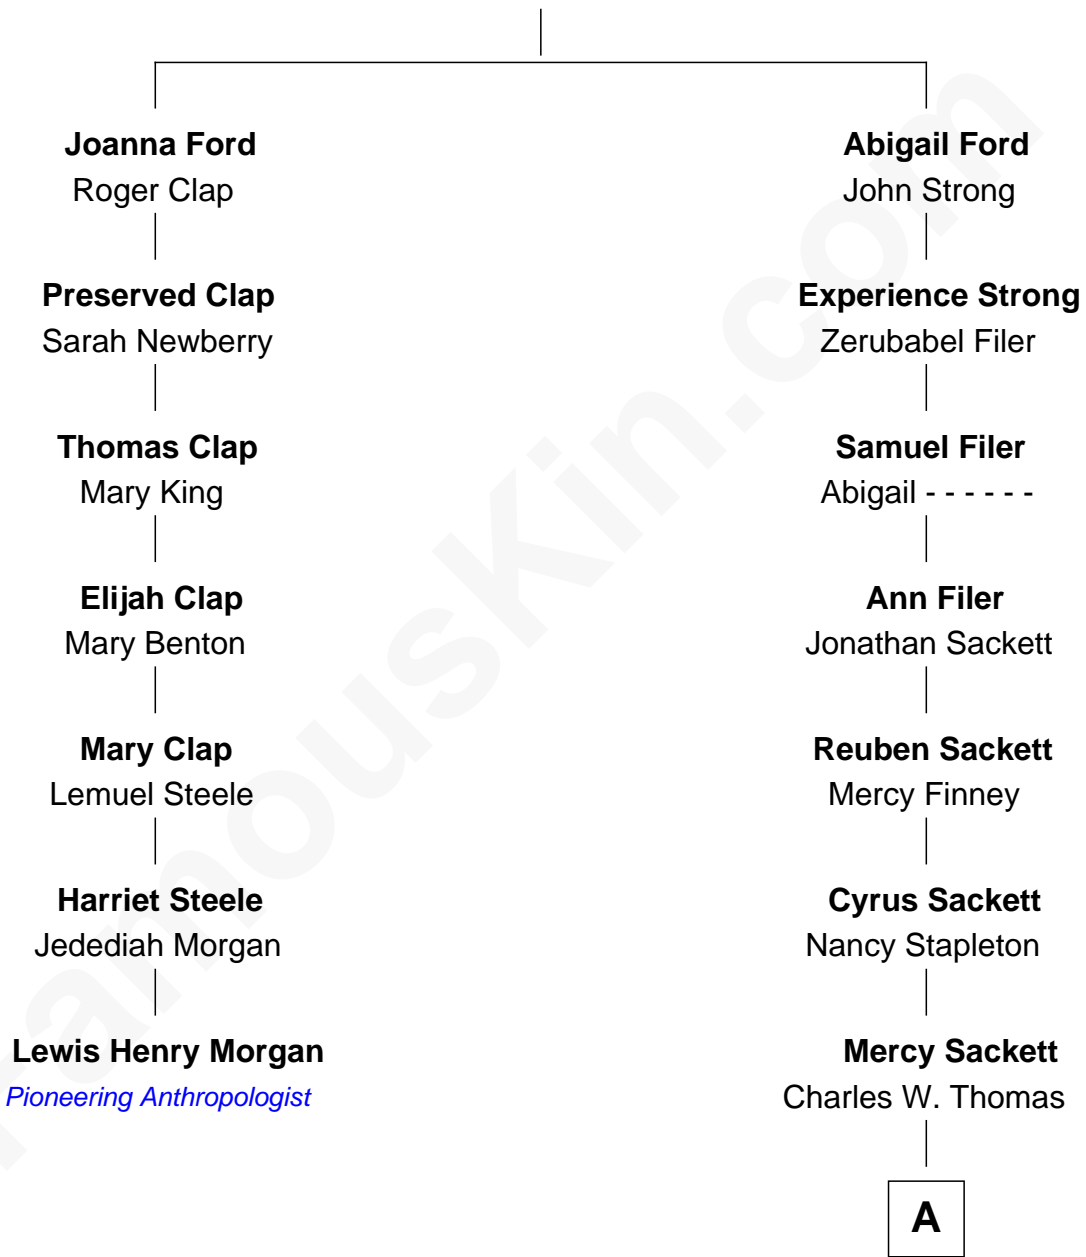 Joanna Ford
Roger Clap
Preserved Clap
Sarah Newberry
Thomas Clap
Mary King
Elijah Clap
Mary Benton
Mary Clap
Lemuel Steele
Harriet Steele
Jedediah Morgan
Lewis Henry Morgan
Pioneering Anthropologist
Abigail Ford
John Strong
Experience Strong
Zerubabel Filer
Samuel Filer
Abigail - - - - - -
Ann Filer
Jonathan Sackett
Reuben Sackett
Mercy Finney
Cyrus Sackett
Nancy Stapleton
Mercy Sackett
Charles W. Thomas
A
FamousKin.com